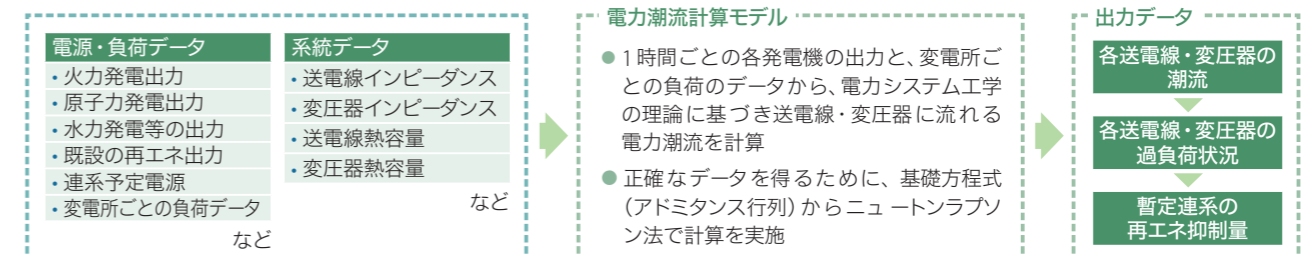 電源・負荷データ
・火力発電出力
・原子力発電出力
・水力発電等の出力
・既設の再エネ出力
・連系予定電源
・変電所ごとの負荷データ
など
系統データ
・送電線インピーダンス
・変圧器インピーダンス
・送電線熱容量
・変圧器熱容量
など
電力潮流計算モデル
●1時間ごとの各発電機の出力と、変電所ご
との負荷のデータから、電力システム工学
の理論に基づき送電線・変圧器に流れる
電力潮流を計算
●正確なデータを得るために、基礎方程式
（アドミタンス行列）からニュートンラプソ
ン法で計算を実施
出力データ
各送電線・変圧器の
潮流
各送電線・変圧器の
過負荷状況
暫定連系の
再エネ抑制量